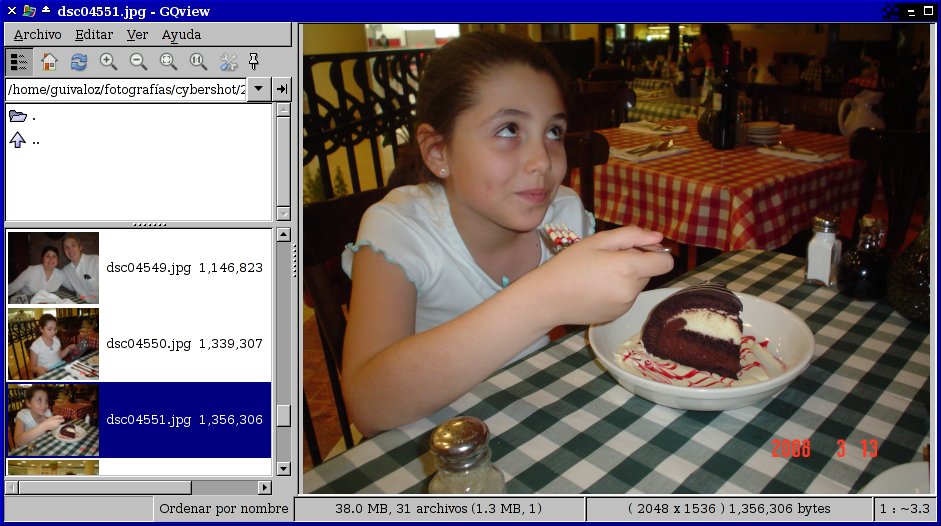 dsc04551.jpg - GQview
Archivo Editar Ver Ayuda
/home/guivaloz/fotografías/cybershot/2
.
..
dsc04549.jpg 1,146,823
dsc04550.jpg 1,339,307
dsc04551.jpg 1,356,306
2008 3 13
Ordenar por nombre
38.0 MB, 31 archivos (1.3 MB, 1)
( 2048 x 1536 ) 1,356,306 bytes
1 : ~3.3